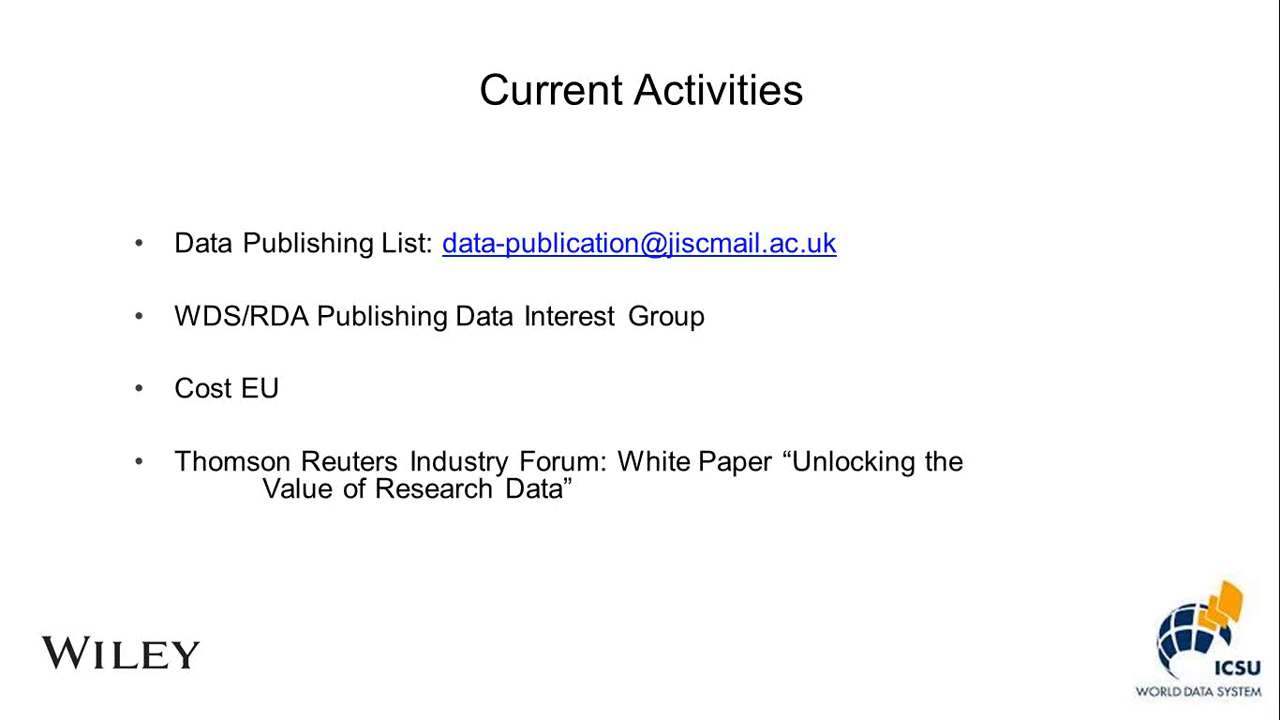 Current Activities
• Data Publishing List: data-publication@jiscmail.ac.uk
• WDS/RDA Publishing Data Interest Group
• Cost EU
• Thomson Reuters Industry Forum: White Paper “Unlocking the
Value of Research Data”
WILEY
ICSU
WORLD DATA SYSTEM